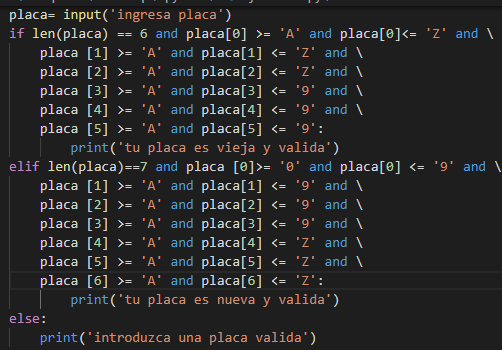 placa= input('ingresa placa')
if len(placa) == 6 and placa[0] >= 'A' and placa[0]<= 'Z' and \
placa [1] >= 'A' and placa[1] <= 'Z' and \
placa [2] >= 'A' and placa[2] <= 'Z' and \
placa [3] >= 'A' and placa[3] <= '9' and \
placa [4] >= 'A' and placa[4] <= '9' and \
placa [5] >= 'A' and placa[5] <= '9':
print('tu placa es vieja y valida')
elif len(placa)==7 and placa [0]>= '0' and placa[0] <= '9' and \
placa [1] >= 'A' and placa[1] <= '9' and \
placa [2] >= 'A' and placa[2] <= '9' and \
placa [3] >= 'A' and placa[3] <= '9' and \
placa [4] >= 'A' and placa[4] <= 'Z' and \
placa [5] >= 'A' and placa[5] <= 'Z' and \
placa [6] >= 'A' and placa[6] <= 'Z':
print('tu placa es nueva y valida')
else:
print('introduzca una placa valida')